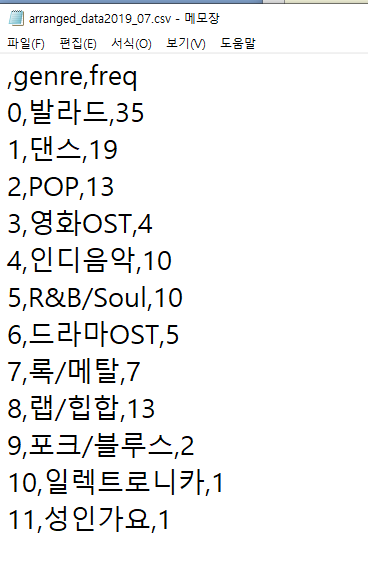 arranged_data2019_07.csv - 메모장
파일(F) 편집(E) 서식(O) 보기(V) 도움말
,genre,freq
0,발라드,35
1,댄스,19
2,POP,13
3,영화OST,4
4,인디음악,10
5,R&B/Soul,10
6,드라마OST,5
7,록/메탈,7
8,랩/힙합,13
9,포크/블루스,2
10,일렉트로니카,1
11,성인가요,1